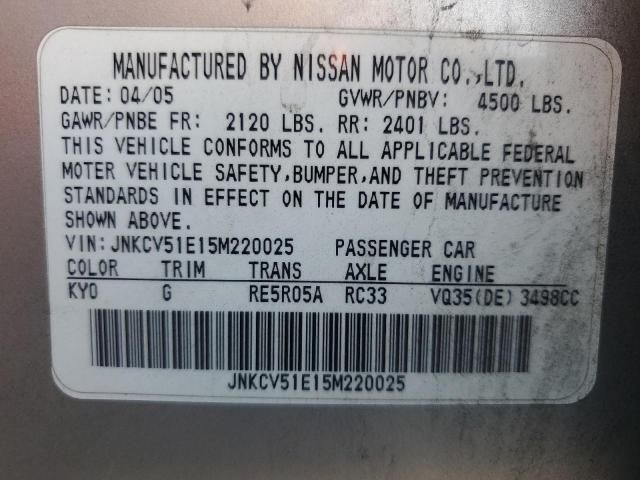 MANUFACTURED BY NISSAN MOTOR CO.,LTD.
DATE: 04/05 GVWR/PNBV: 4500 LBS.
GAWR/PNBE FR: 2120 LBS. RR: 2401 LBS.
THIS VEHICLE CONFORMS TO ALL APPLICABLE FEDERAL
MOTER VEHICLE SAFETY,BUMPER,AND THEFT PREVENTION
STANDARDS IN EFFECT ON THE DATE OF MANUFACTURE
SHOWN ABOVE.
VIN: JNKCV51E15M220025 PASSENGER CAR
COLOR TRIM TRANS AXLE ENGINE
KY0 G RE5R05A RC33 VQ35(DE) 3498CC
JNKCV51E15M220025